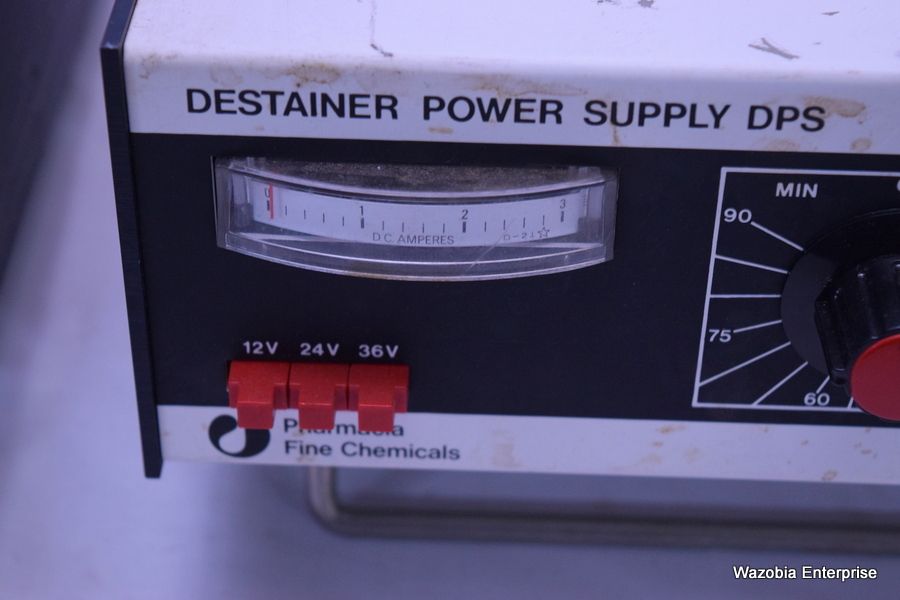 DESTAINER POWER SUPPLY DPS
0 1 2 3
D.C. AMPERES
MIN
90
75
60
12V 24V 36V
Pharmacia
Fine Chemicals
Wazobia Enterprise